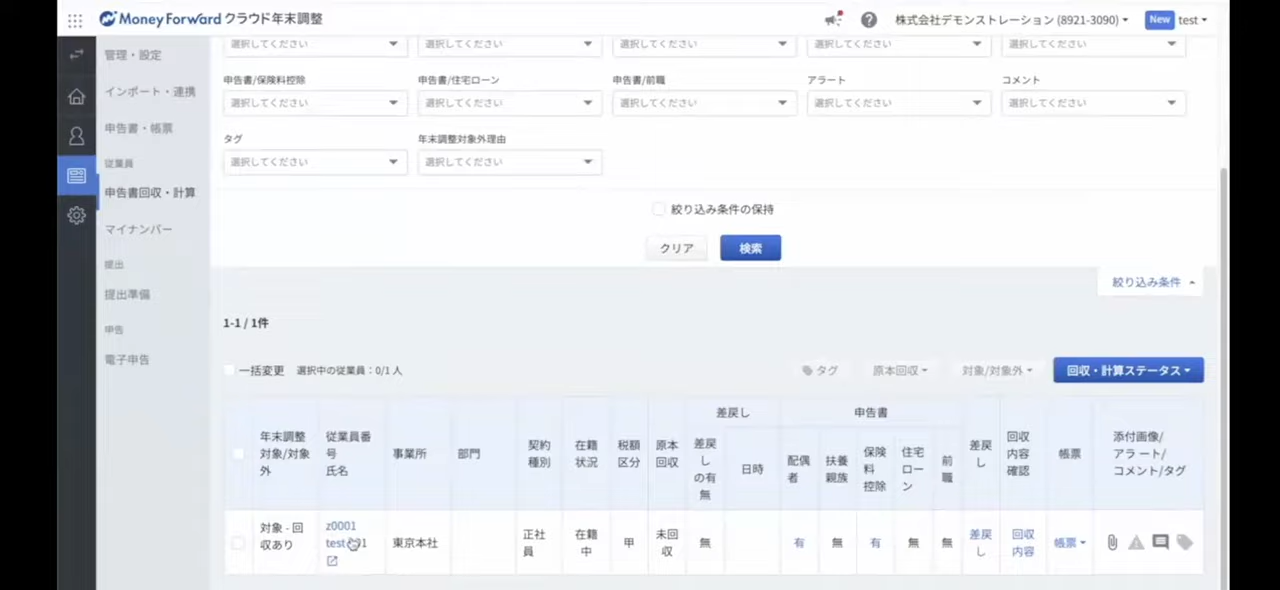 Money Forward クラウド年末調整
株式会社デモンストレーション (8921-3090)
New
test
管理・設定
インポート・連携
申告書・帳票
従業員
申告書回収・計算
マイナンバー
提出
提出準備
申告
電子申告
選択してください 選択してください 選択してください 選択してください 選択してください
申告書/保険料控除 申告書/住宅ローン 申告書/前職 アラート コメント
選択してください 選択してください 選択してください 選択してください 選択してください
タグ 年末調整対象外理由
選択してください 選択してください
絞り込み条件の保持
クリア 検索
絞り込み条件
1-1 / 1件
一括変更 選択中の従業員：0/1 人
タグ 原本回収 対象/対象外 回収・計算ステータス
年末調整
対象/対象
外
従業員番
号
氏名
事業所
部門
契約
種別
在籍
状況
税額
区分
原本
回収
差戻し
差戻
し
の有
無
日時
申告書
配偶
者
扶養
親族
保険
料
控除
住宅
ロー
ン
前
職
差戻
し
回収
内容
確認
帳票
添付画像/
アラート/
コメント/タグ
対象 - 回
収あり
z0001
東京本社
正社
員
在籍
中
甲
未回
収
無
有
無
有
無
無
差戻
し
回収
内容
帳票